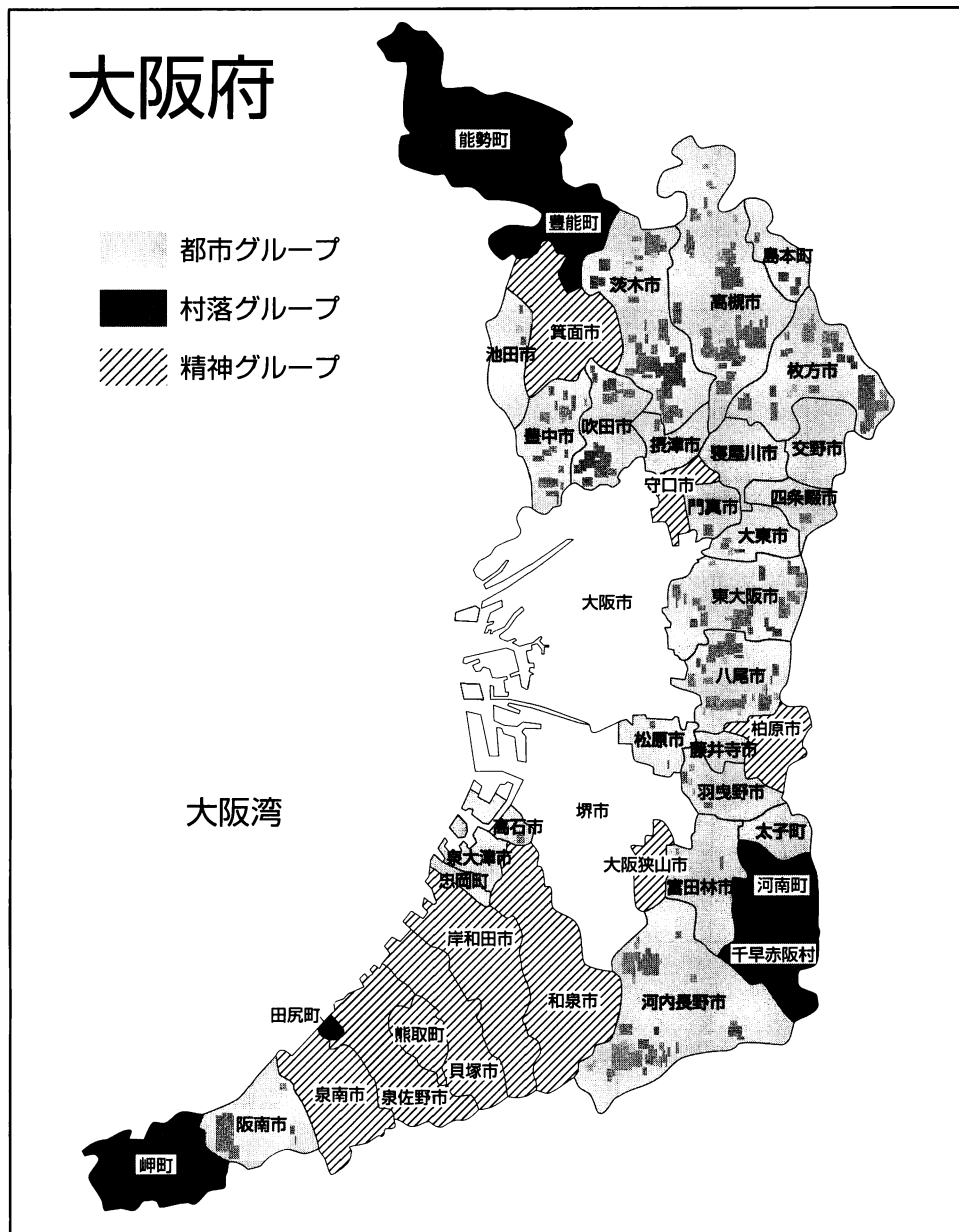 大阪府
都市グループ
村落グループ
精神グループ
能勢町
豊能町
島本町
茨木市
高槻市
箕面市
池田市
枚方市
豊中市
吹田市
摂津市
寝屋川市
交野市
守口市
四条畷市
門真市
大東市
大阪市
東大阪市
八尾市
柏原市
松原市
藤井寺市
羽曳野市
大阪湾
堺市
高石市
太子町
泉大津市
大阪狭山市
忠岡町
富田林市
河南町
岸和田市
千早赤阪村
和泉市
河内長野市
田尻町
熊取町
貝塚市
泉南市
泉佐野市
阪南市
岬町